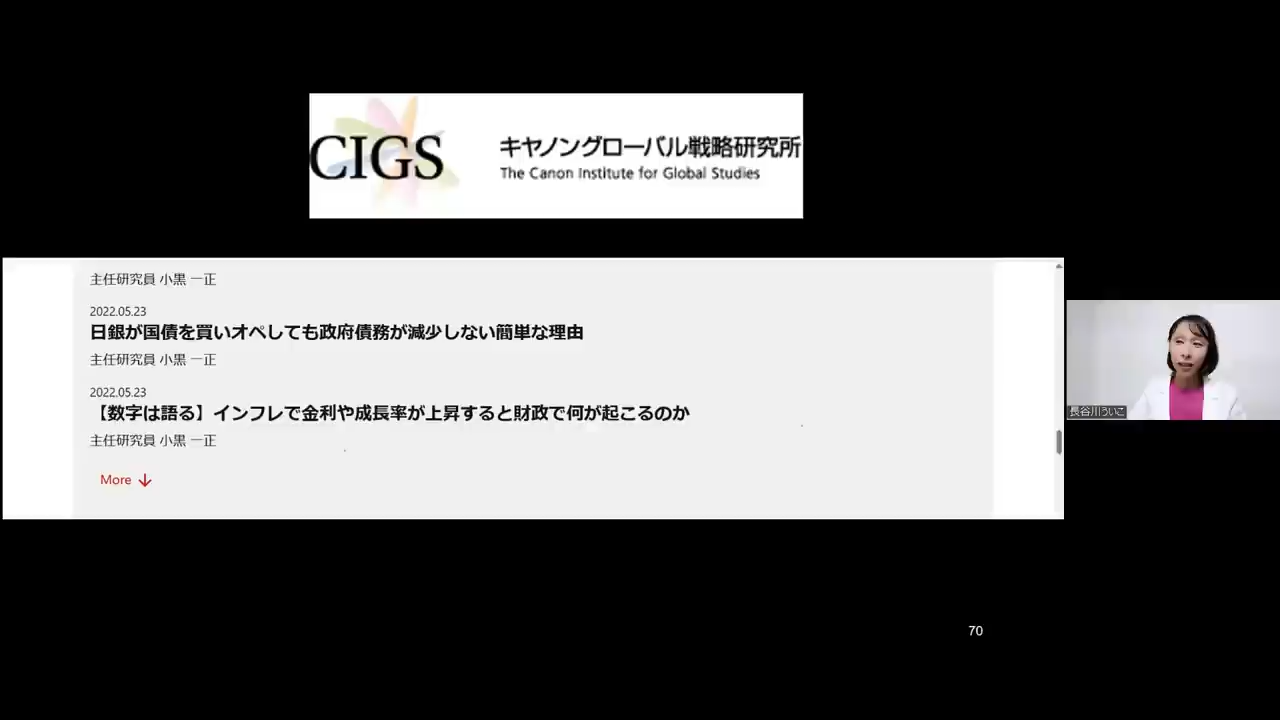 CIGS
キヤノングローバル戦略研究所
The Canon Institute for Global Studies
主任研究員 小黒 一正
2022.05.23
日銀が国債を買いオペしても政府債務が減少しない簡単な理由
主任研究員 小黒 一正
2022.05.23
【数字は語る】インフレで金利や成長率が上昇すると財政で何が起こるのか
主任研究員 小黒 一正
More ↓
長谷川ういこ
70